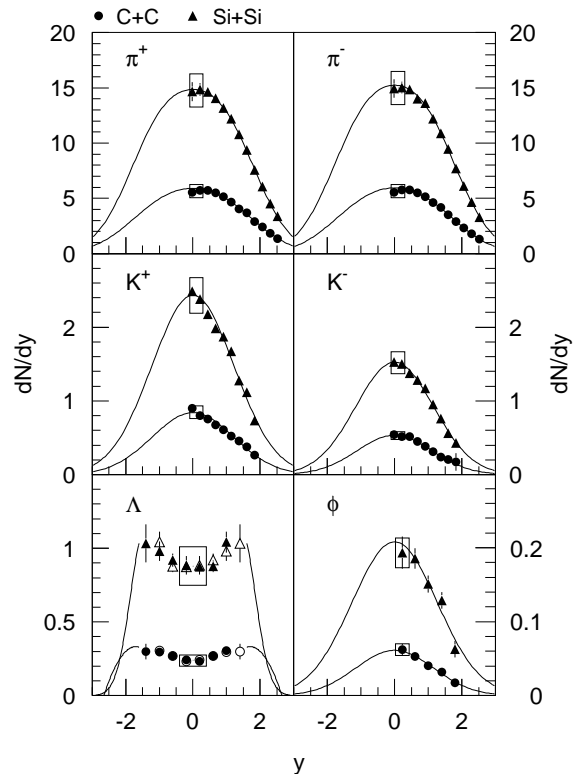 C+C Si+Si
π+ π-
20 20
15 15
10 10
5 5
0 0
K+ K-
2 2
1 1
0 0
dN/dy dN/dy
Λ ϕ
1 0.2
0.5 0.1
0 0
-2 0 2 -2 0 2
y